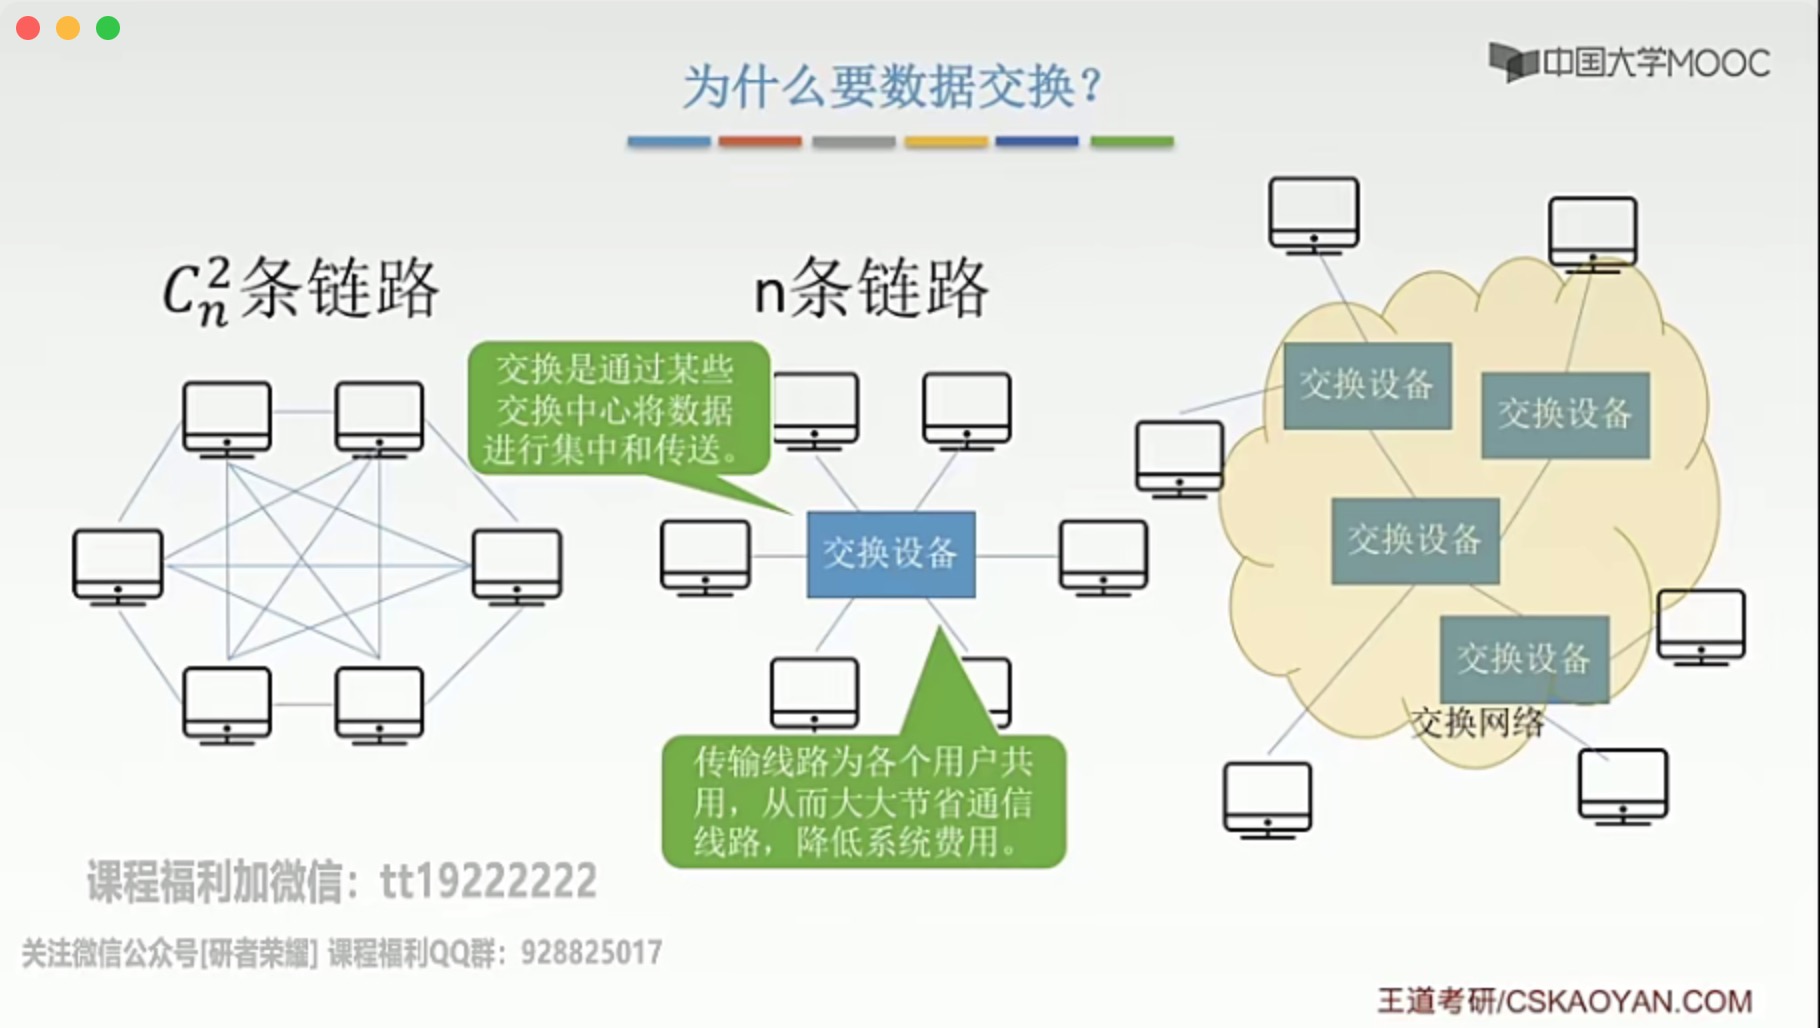 中国大学MOOC
为什么要数据交换?
C_n^2条链路
n条链路
交换是通过某些
交换中心将数据
进行集中和传送。
交换设备
传输线路为各个用户共
用，从而大大节省通信
线路，降低系统费用。
交换设备
交换设备
交换设备
交换设备
交换网络
课程福利加微信：tt19222222
关注微信公众号[研者荣耀] 课程福利QQ群：928825017
王道考研/CSKAOYAN.COM